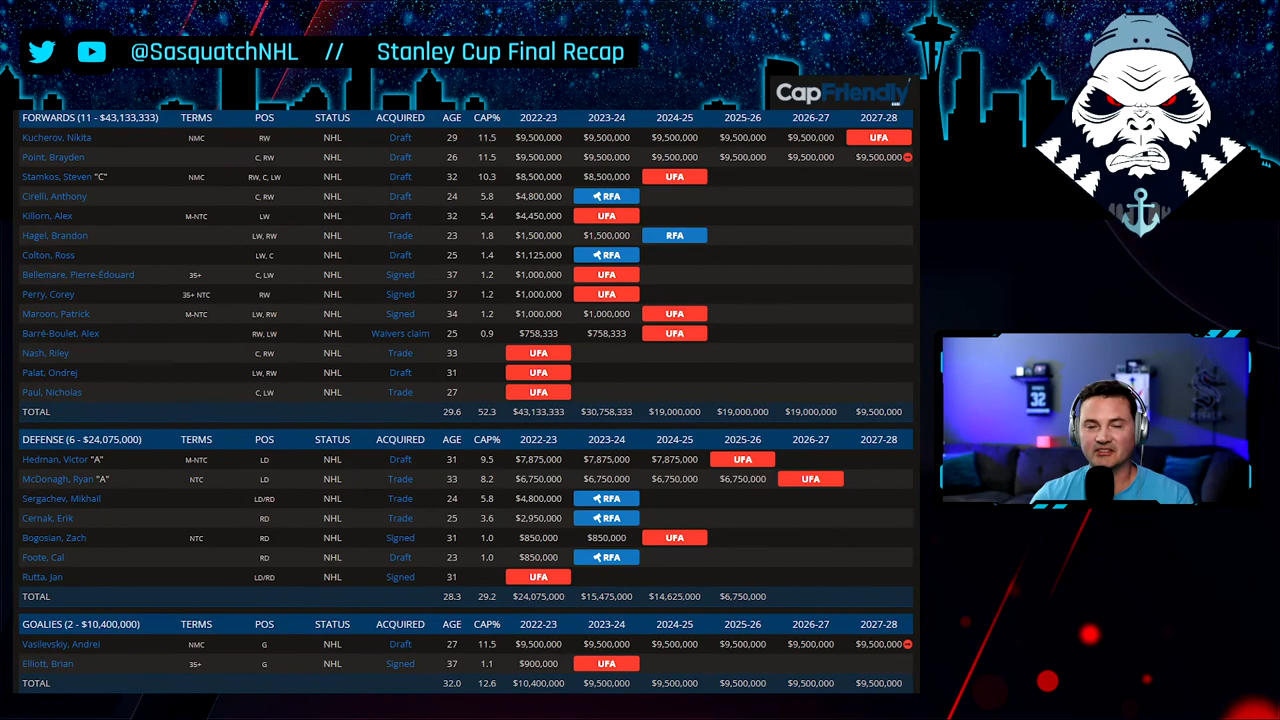 @SasquatchNHL // Stanley Cup Final Recap
CapFriendly
FORWARDS (11 - $43,133,333) TERMS POS STATUS ACQUIRED AGE CAP% 2022-23 2023-24 2024-25 2025-26 2026-27 2027-28
Kucherov, Nikita NMC RW NHL Draft 29 11.5 $9,500,000 $9,500,000 $9,500,000 $9,500,000 $9,500,000 UFA
Point, Brayden C, RW NHL Draft 26 11.5 $9,500,000 $9,500,000 $9,500,000 $9,500,000 $9,500,000 $9,500,000
Stamkos, Steven "C" NMC RW, C, LW NHL Draft 32 10.3 $8,500,000 $8,500,000 UFA
Cirelli, Anthony C, RW NHL Draft 24 5.8 $4,800,000 RFA
Killorn, Alex M-NTC LW NHL Draft 32 5.4 $4,450,000 UFA
Hagel, Brandon LW, RW NHL Trade 23 1.8 $1,500,000 $1,500,000 RFA
Colton, Ross LW, C NHL Draft 25 1.4 $1,125,000 RFA
Bellemare, Pierre-Édouard 35+ C, LW NHL Signed 37 1.2 $1,000,000 UFA
Perry, Corey 35+ NTC RW NHL Signed 37 1.2 $1,000,000 UFA
Maroon, Patrick M-NTC LW, RW NHL Signed 34 1.2 $1,000,000 $1,000,000 UFA
Barré-Boulet, Alex RW, LW NHL Waivers claim 25 0.9 $758,333 $758,333 UFA
Nash, Riley C, RW NHL Trade 33 UFA
Palat, Ondrej LW, RW NHL Draft 31 UFA
Paul, Nicholas C, LW NHL Trade 27 UFA
TOTAL 29.6 52.3 $43,133,333 $30,758,333 $19,000,000 $19,000,000 $19,000,000 $9,500,000
DEFENSE (6 - $24,075,000) TERMS POS STATUS ACQUIRED AGE CAP% 2022-23 2023-24 2024-25 2025-26 2026-27 2027-28
Hedman, Victor "A" M-NTC LD NHL Draft 31 9.5 $7,875,000 $7,875,000 $7,875,000 UFA
McDonagh, Ryan "A" NTC LD NHL Trade 33 8.2 $6,750,000 $6,750,000 $6,750,000 $6,750,000 UFA
Sergachev, Mikhail LD/RD NHL Trade 24 5.8 $4,800,000 RFA
Cernak, Erik RD NHL Trade 25 3.6 $2,950,000 RFA
Bogosian, Zach NTC RD NHL Signed 31 1.0 $850,000 $850,000 UFA
Foote, Cal RD NHL Draft 23 1.0 $850,000 RFA
Rutta, Jan LD/RD NHL Signed 31 UFA
TOTAL 28.3 29.2 $24,075,000 $15,475,000 $14,625,000 $6,750,000
GOALIES (2 - $10,400,000) TERMS POS STATUS ACQUIRED AGE CAP% 2022-23 2023-24 2024-25 2025-26 2026-27 2027-28
Vasilevskiy, Andrei NMC G NHL Draft 27 11.5 $9,500,000 $9,500,000 $9,500,000 $9,500,000 $9,500,000 $9,500,000
Elliott, Brian 35+ G NHL Signed 37 1.1 $900,000 UFA
TOTAL 32.0 12.6 $10,400,000 $9,500,000 $9,500,000 $9,500,000 $9,500,000 $9,500,000
32